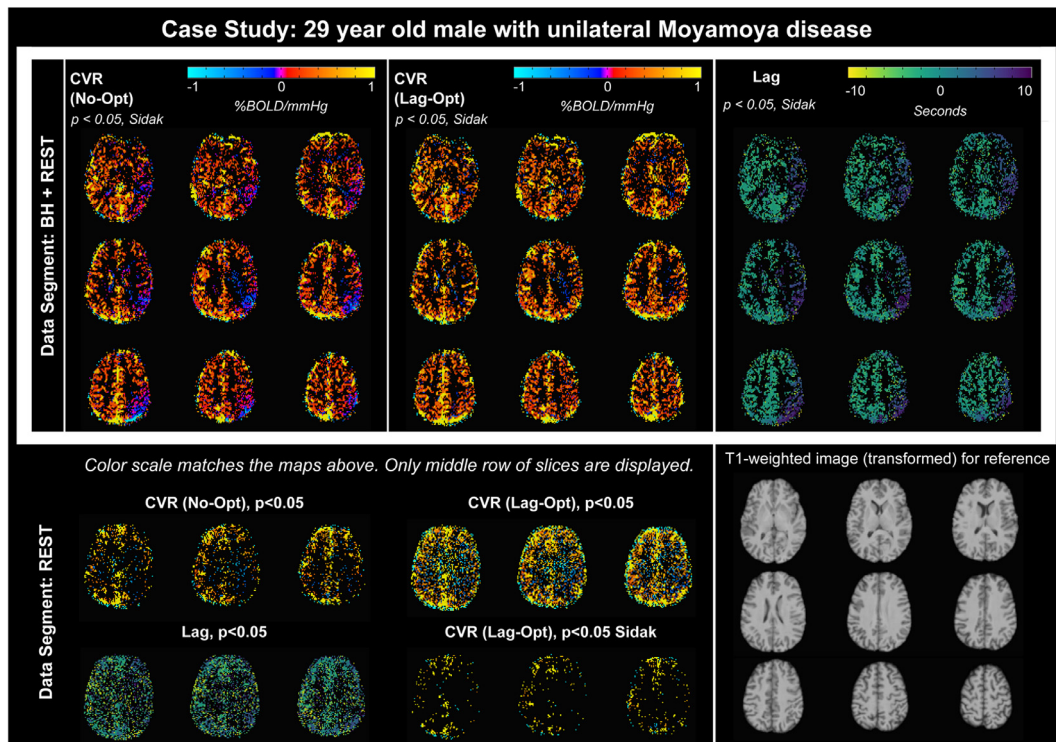 Case Study: 29 year old male with unilateral Moyamoya disease
Data Segment: BH + REST
CVR
(No-Opt)
p < 0.05, Sidak
-1 0 1
%BOLD/mmHg
CVR
(Lag-Opt)
p < 0.05, Sidak
-1 0 1
%BOLD/mmHg
Lag
p < 0.05, Sidak
-10 0 10
Seconds
Data Segment: REST
Color scale matches the maps above. Only middle row of slices are displayed.
CVR (No-Opt), p<0.05
CVR (Lag-Opt), p<0.05
Lag, p<0.05
CVR (Lag-Opt), p<0.05 Sidak
T1-weighted image (transformed) for reference